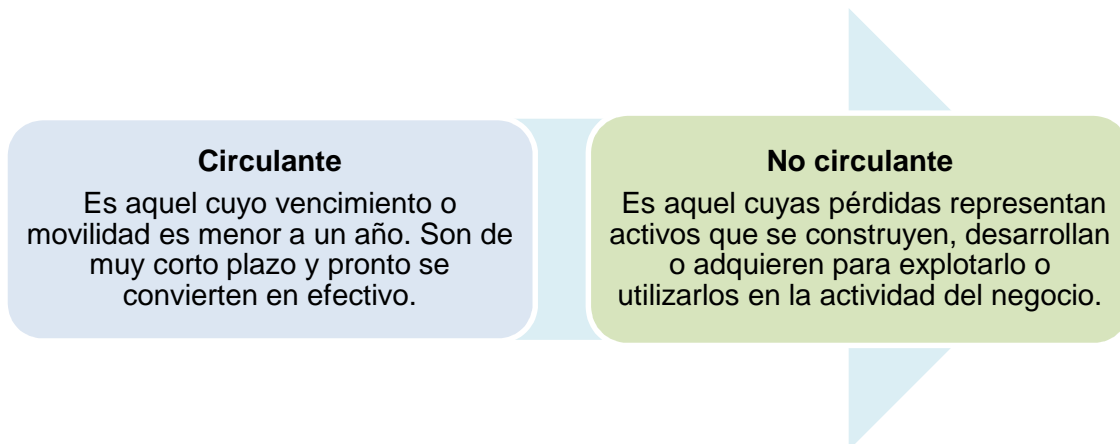 Circulante
Es aquel cuyo vencimiento o
movilidad es menor a un año. Son de
muy corto plazo y pronto se
convierten en efectivo.
No circulante
Es aquel cuyas pérdidas representan
activos que se construyen, desarrollan
o adquieren para explotarlo o
utilizarlos en la actividad del negocio.